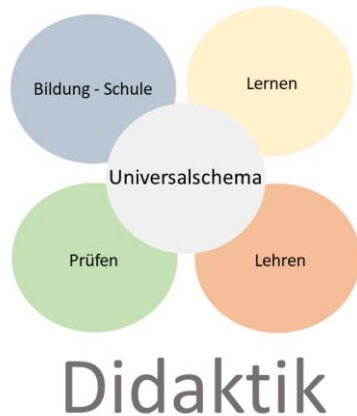 Bildung - Schule
Lernen
Universalschema
Prüfen
Lehren
Didaktik